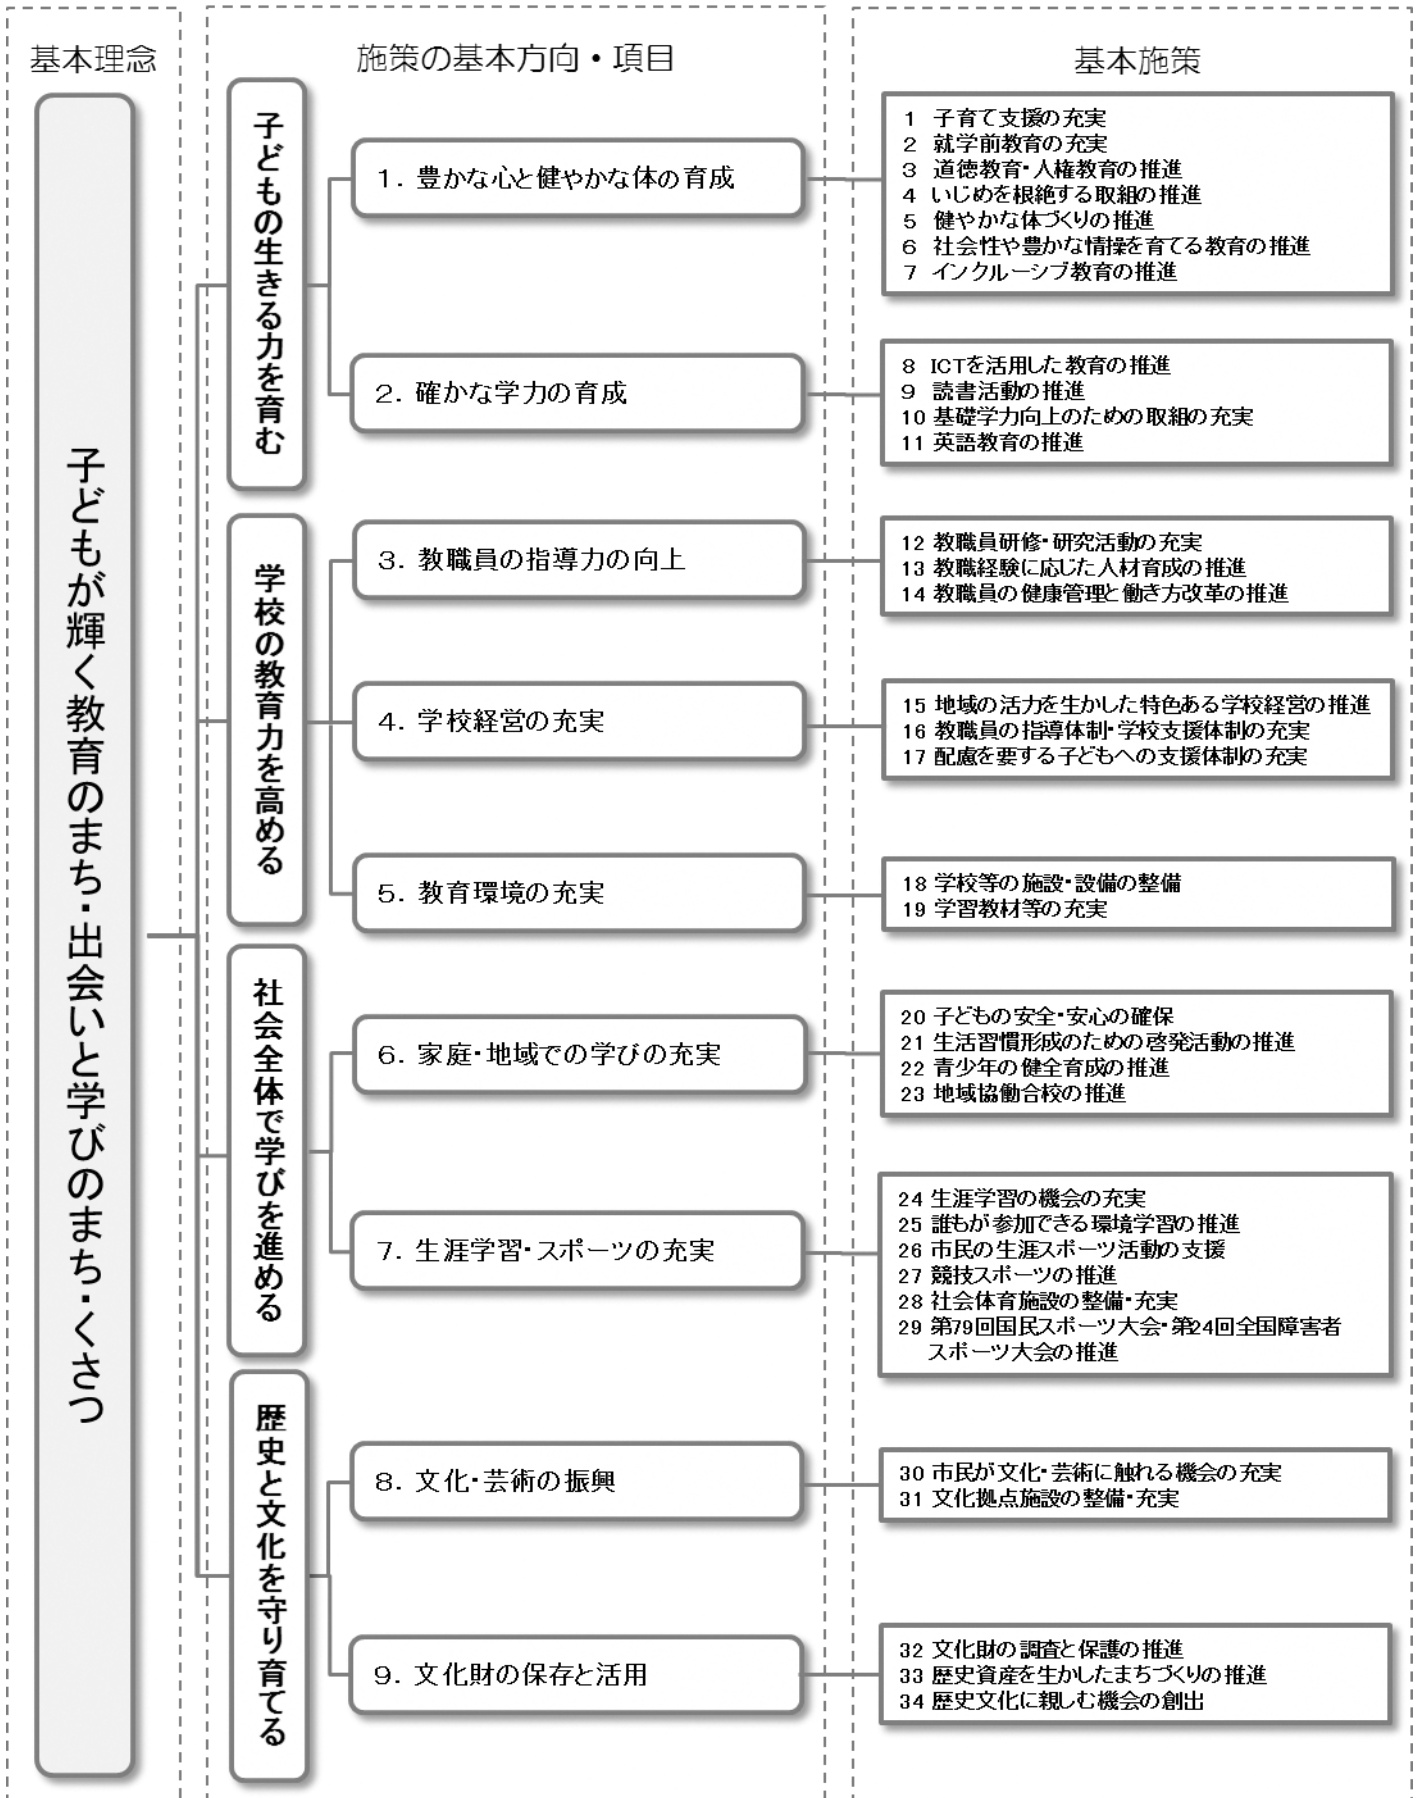 基本理念
施策の基本方向・項目
基本施策
子どもが輝く教育のまち・出会いと学びのまち・くさつ
子どもの生きる力を育む
1. 豊かな心と健やかな体の育成
1 子育て支援の充実
2 就学前教育の充実
3 道徳教育・人権教育の推進
4 いじめを根絶する取組の推進
5 健やかな体づくりの推進
6 社会性や豊かな情操を育てる教育の推進
7 インクルーシブ教育の推進
2. 確かな学力の育成
8 ICTを活用した教育の推進
9 読書活動の推進
10 基礎学力向上のための取組の充実
11 英語教育の推進
学校の教育力を高める
3. 教職員の指導力の向上
12 教職員研修・研究活動の充実
13 教職経験に応じた人材育成の推進
14 教職員の健康管理と働き方改革の推進
4. 学校経営の充実
15 地域の活力を生かした特色ある学校経営の推進
16 教職員の指導体制・学校支援体制の充実
17 配慮を要する子どもへの支援体制の充実
5. 教育環境の充実
18 学校等の施設・設備の整備
19 学習教材等の充実
社会全体で学びを進める
6. 家庭・地域での学びの充実
20 子どもの安全・安心の確保
21 生活習慣形成のための啓発活動の推進
22 青少年の健全育成の推進
23 地域協働合校の推進
7. 生涯学習・スポーツの充実
24 生涯学習の機会の充実
25 誰もが参加できる環境学習の推進
26 市民の生涯スポーツ活動の支援
27 競技スポーツの推進
28 社会体育施設の整備・充実
29 第79回国民スポーツ大会・第24回全国障害者
スポーツ大会の推進
歴史と文化を守り育てる
8. 文化・芸術の振興
30 市民が文化・芸術に触れる機会の充実
31 文化拠点施設の整備・充実
9. 文化財の保存と活用
32 文化財の調査と保護の推進
33 歴史資産を生かしたまちづくりの推進
34 歴史文化に親しむ機会の創出